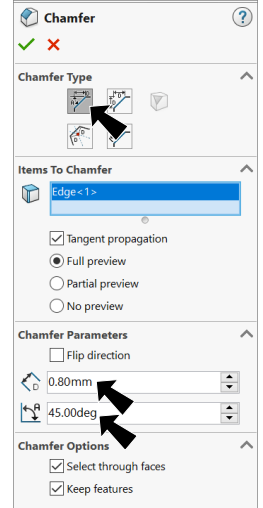 Chamfer
Chamfer Type
Items To Chamfer
Edge<1>
Tangent propagation
Full preview
Partial preview
No preview
Chamfer Parameters
Flip direction
D
0.80mm
A
45.00deg
Chamfer Options
Select through faces
Keep features